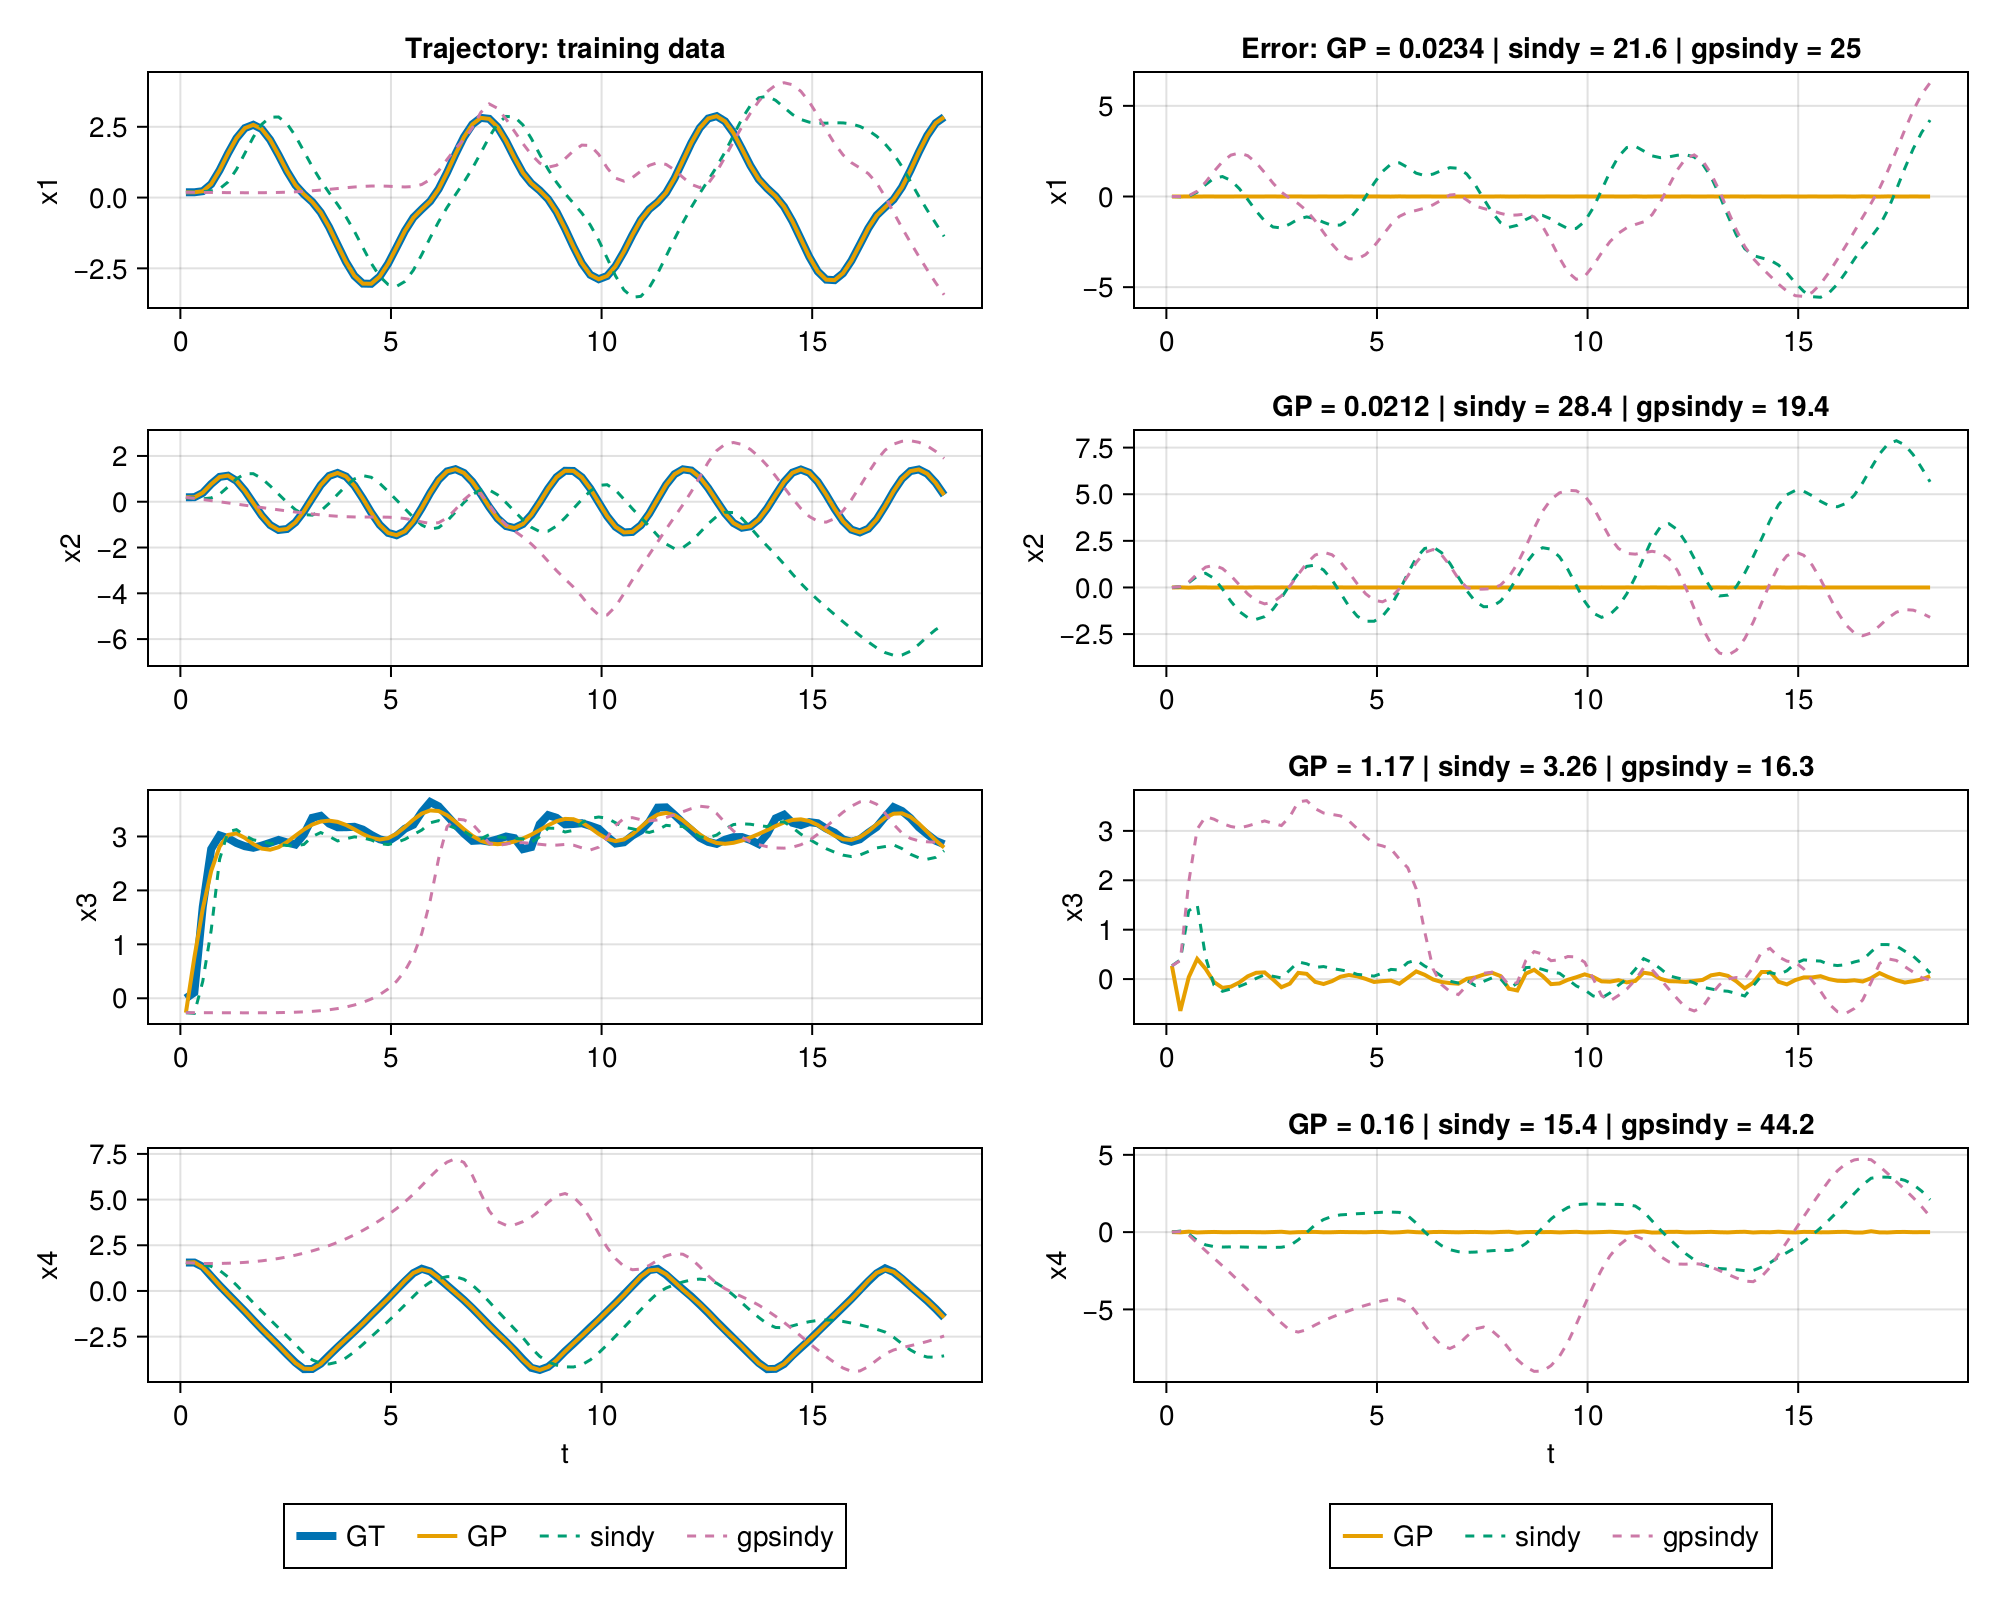 Trajectory: training data
x1
2.5
0.0
−2.5
0 5 10 15
Error: GP = 0.0234 | sindy = 21.6 | gpsindy = 25
x1
5
0
−5
0 5 10 15
x2
2
0
−2
−4
−6
0 5 10 15
GP = 0.0212 | sindy = 28.4 | gpsindy = 19.4
x2
7.5
5.0
2.5
0.0
−2.5
0 5 10 15
x3
3
2
1
0
0 5 10 15
GP = 1.17 | sindy = 3.26 | gpsindy = 16.3
x3
3
2
1
0
0 5 10 15
x4
7.5
5.0
2.5
0.0
−2.5
0 5 10 15
t
GP = 0.16 | sindy = 15.4 | gpsindy = 44.2
x4
5
0
−5
0 5 10 15
t
GT GP sindy gpsindy
GP sindy gpsindy